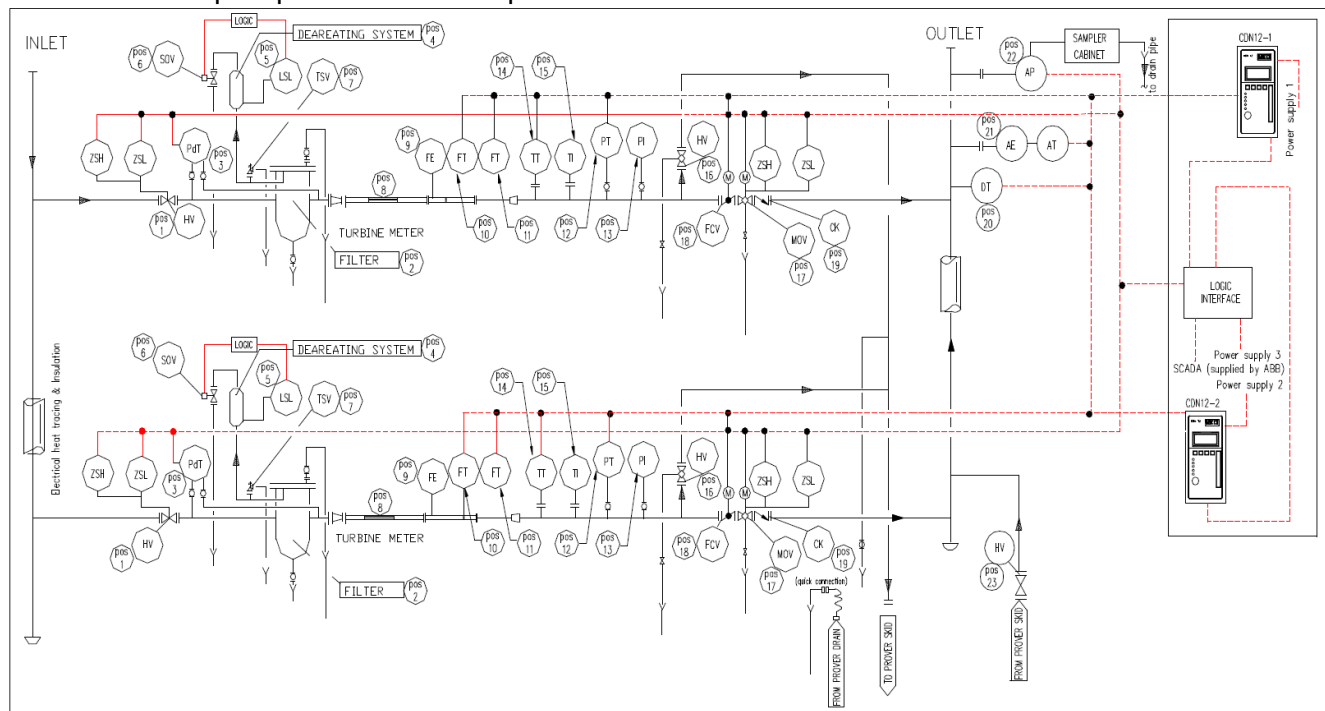 INLET
LOGIC
DEAREATING SYSTEM
pos 4
pos 6
SOV
pos 5
LSL
TSV
pos 7
ZSH
ZSL
PdT
pos 3
pos 1
HV
TURBINE METER
FILTER
pos 2
pos 8
pos 9
FE
FT
FT
pos 14
TT
pos 15
TI
PT
PI
pos 10
pos 11
pos 12
pos 13
HV
pos 16
ZSH
ZSL
pos 18
FCV
MOV
pos 17
CK
pos 19
OUTLET
pos 22
AP
SAMPLER
CABINET
to drain pipe
pos 21
AE
AT
DT
pos 20
CDN12-1
Power supply 1
LOGIC
INTERFACE
Power supply 3
SCADA (supplied by ABB)
Power supply 2
CDN12-2
Electrical heat tracing & Insulation
LOGIC
DEAREATING SYSTEM
pos 4
pos 6
SOV
pos 5
LSL
TSV
pos 7
ZSH
ZSL
PdT
pos 3
HV
pos 1
TURBINE METER
FILTER
pos 2
pos 8
pos 9
FE
FT
FT
pos 14
TT
pos 15
TI
PT
PI
pos 10
pos 11
pos 12
pos 13
HV
pos 16
M
M
M
M
ZSH
ZSL
pos 18
FCV
MOV
pos 17
CK
pos 19
(quick connection)
FROM PROVER DRAIN
TO PROVER SKID
HV
pos 23
FROM PROVER SKID